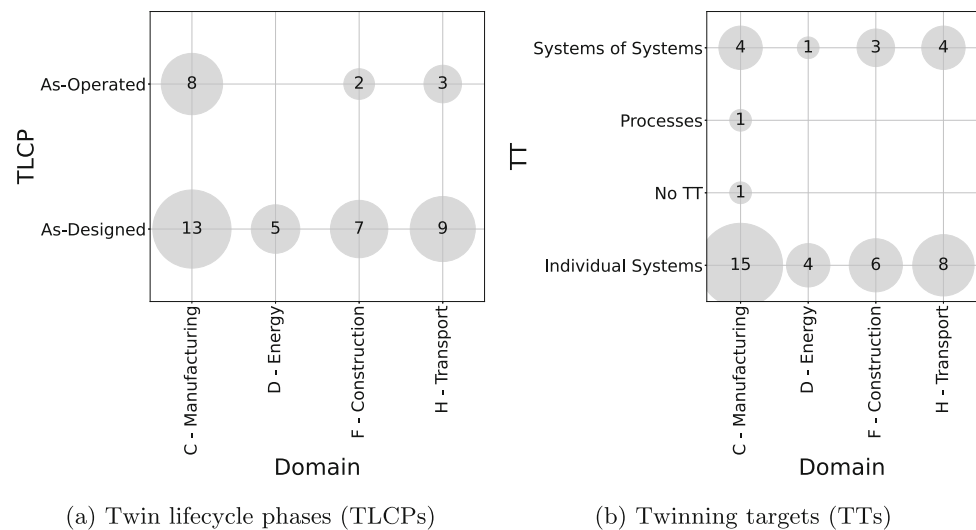 As-Operated
As-Designed
TLCP
8
2
3
13
5
7
9
C - Manufacturing
D - Energy
F - Construction
H - Transport
Domain
(a) Twin lifecycle phases (TLCPs)
Systems of Systems
Processes
No TT
Individual Systems
TT
4
1
3
4
1
1
15
4
6
8
C - Manufacturing
D - Energy
F - Construction
H - Transport
Domain
(b) Twinning targets (TTs)